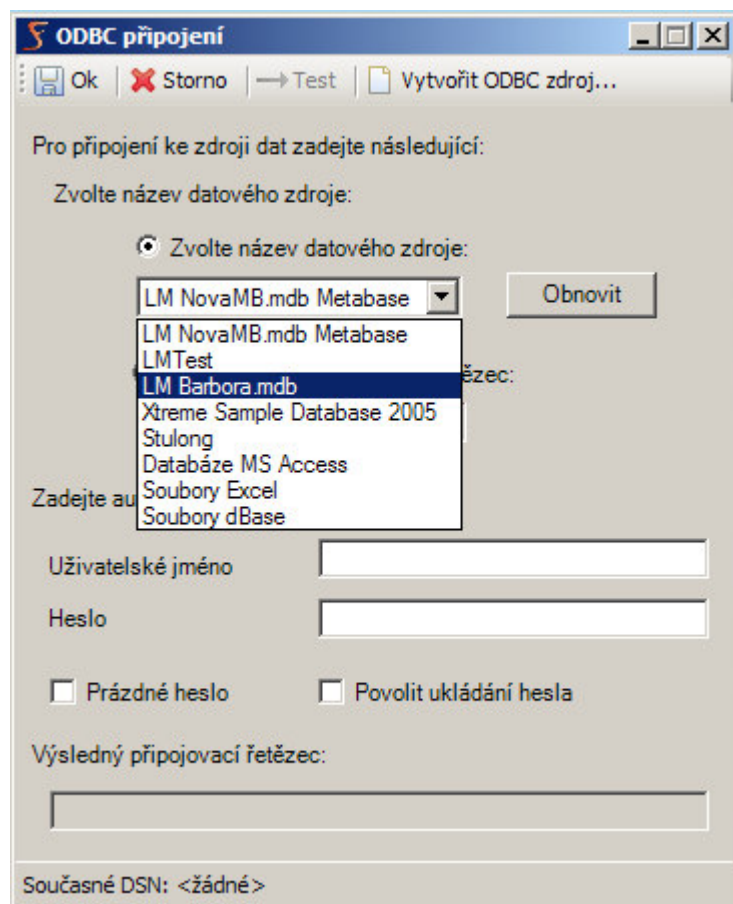 ODBC připojení
Ok Storno Test Vytvořit ODBC zdroj...
Pro připojení ke zdroji dat zadejte následující:
Zvolte název datového zdroje:
Zvolte název datového zdroje:
LM NovaMB.mdb Metabase Obnovit
LM NovaMB.mdb Metabase
LMTest
LM Barbora.mdb
Xtreme Sample Database 2005
Stulong
Databáze MS Access
Soubory Excel
Soubory dBase
Zadejte
Uživatelské jméno
Heslo
Prázdné heslo Povolit ukládání hesla
Výsledný připojovací řetězec:
Současné DSN: <žádné>